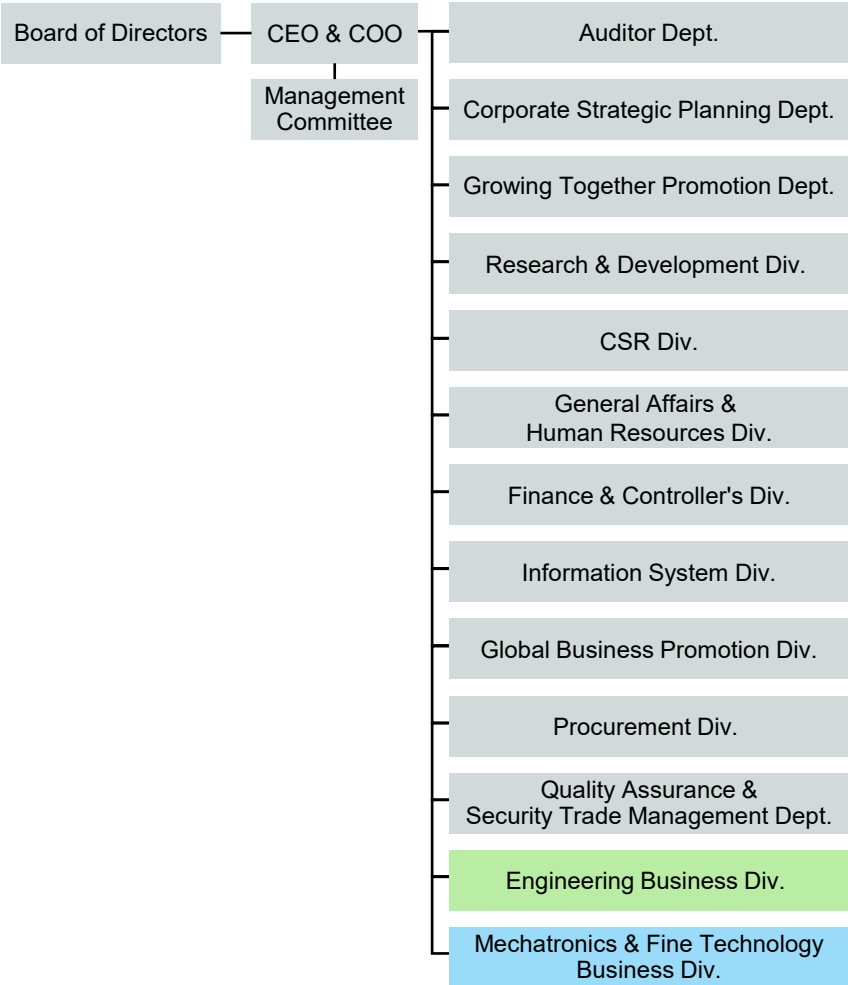 Board of Directors
CEO & COO
Management
Committee
Auditor Dept.
Corporate Strategic Planning Dept.
Growing Together Promotion Dept.
Research & Development Div.
CSR Div.
General Affairs &
Human Resources Div.
Finance & Controller's Div.
Information System Div.
Global Business Promotion Div.
Procurement Div.
Quality Assurance &
Security Trade Management Dept.
Engineering Business Div.
Mechatronics & Fine Technology
Business Div.